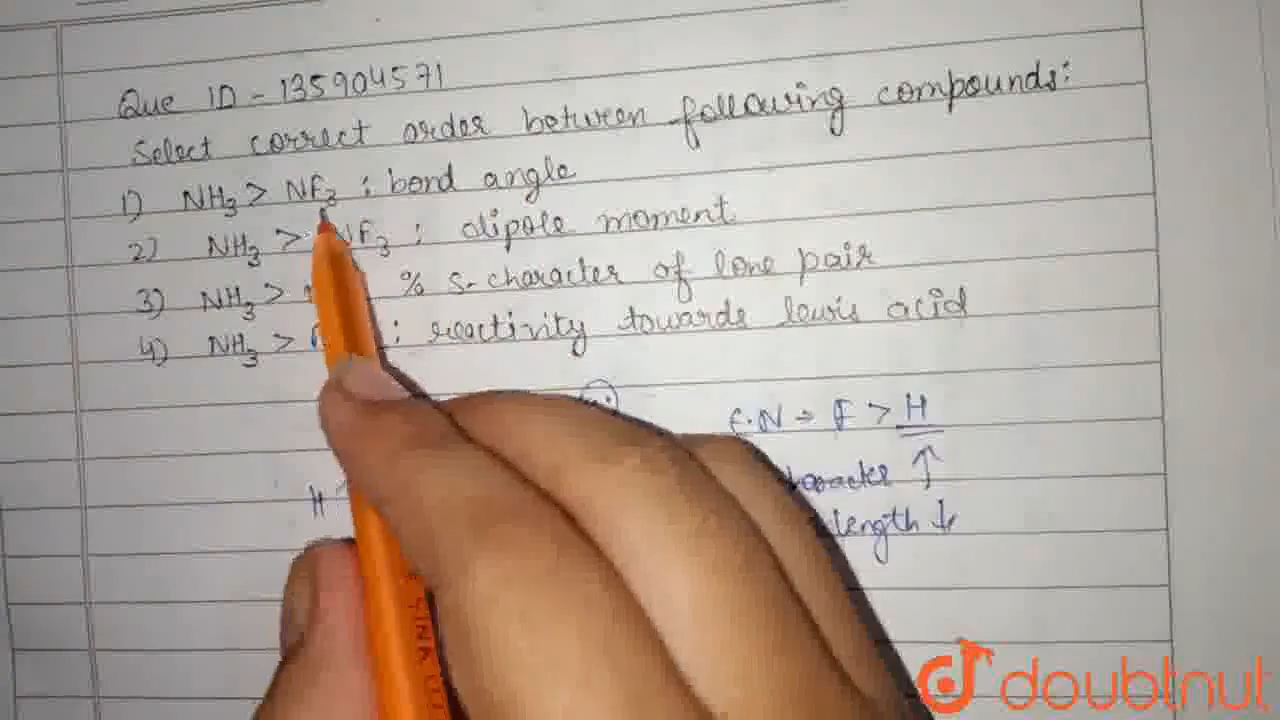 Que ID - 135904571
Select correct order between following compounds:
1) NH3 > NF3 : bond angle
2) NH3 > NF3 : dipole moment
3) NH3 > % s-character of lone pair
4) NH3 > : reactivity towards lewis acid
E.N → F > H
H
length ↓
doubtnut